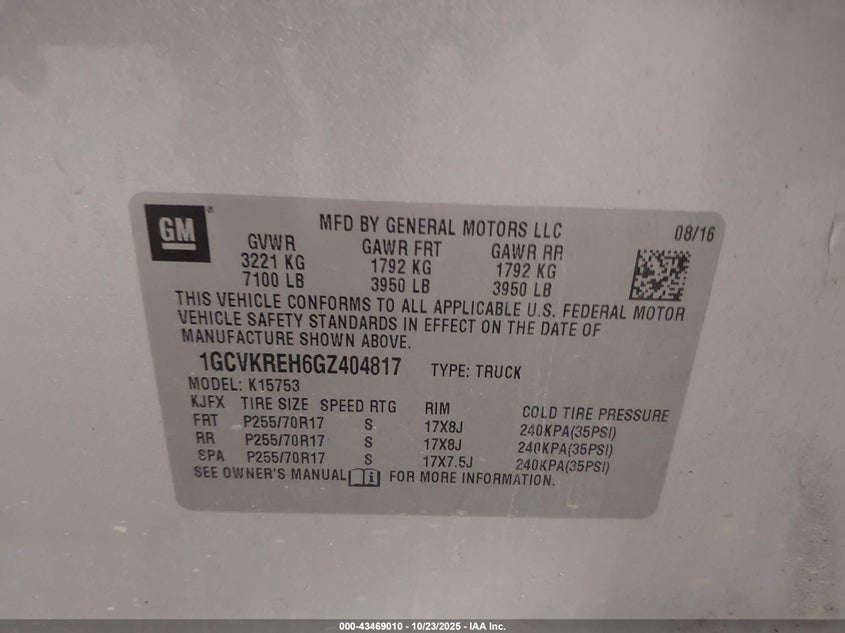 GM ®
MFD BY GENERAL MOTORS LLC 08/16
GVWR GAWR FRT GAWR RR
3221 KG 1792 KG 1792 KG
7100 LB 3950 LB 3950 LB
THIS VEHICLE CONFORMS TO ALL APPLICABLE U.S. FEDERAL MOTOR
VEHICLE SAFETY STANDARDS IN EFFECT ON THE DATE OF
MANUFACTURE SHOWN ABOVE.
1GCVKREH6GZ404817 TYPE: TRUCK
MODEL: K15753
KJFX TIRE SIZE SPEED RTG RIM COLD TIRE PRESSURE
FRT P255/70R17 S 17X8J 240KPA(35PSI)
RR P255/70R17 S 17X8J 240KPA(35PSI)
SPA P255/70R17 S 17X7.5J 240KPA(35PSI)
SEE OWNER'S MANUAL i FOR MORE INFORMATION.
000-43469010 - 10/23/2025 - IAA Inc.